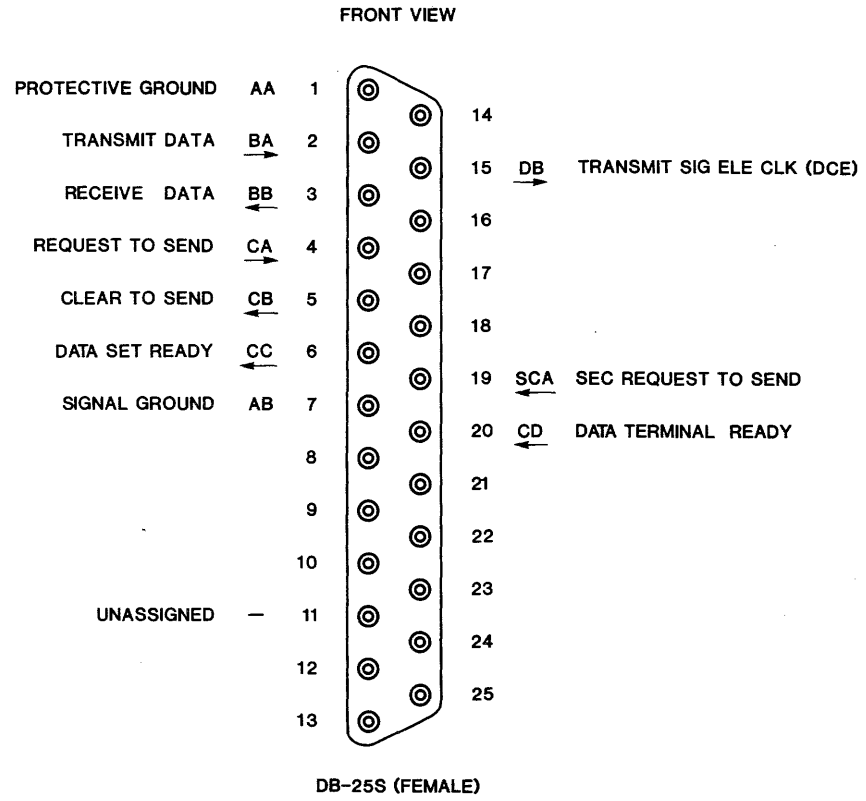 FRONT VIEW
PROTECTIVE GROUND AA 1
14
TRANSMIT DATA BA 2
15 DB TRANSMIT SIG ELE CLK (DCE)
RECEIVE DATA BB 3
16
REQUEST TO SEND CA 4
17
CLEAR TO SEND CB 5
18
DATA SET READY CC 6
19 SCA SEC REQUEST TO SEND
SIGNAL GROUND AB 7
20 CD DATA TERMINAL READY
8
21
9
22
10
23
UNASSIGNED – 11
24
12
25
13
DB-25S (FEMALE)